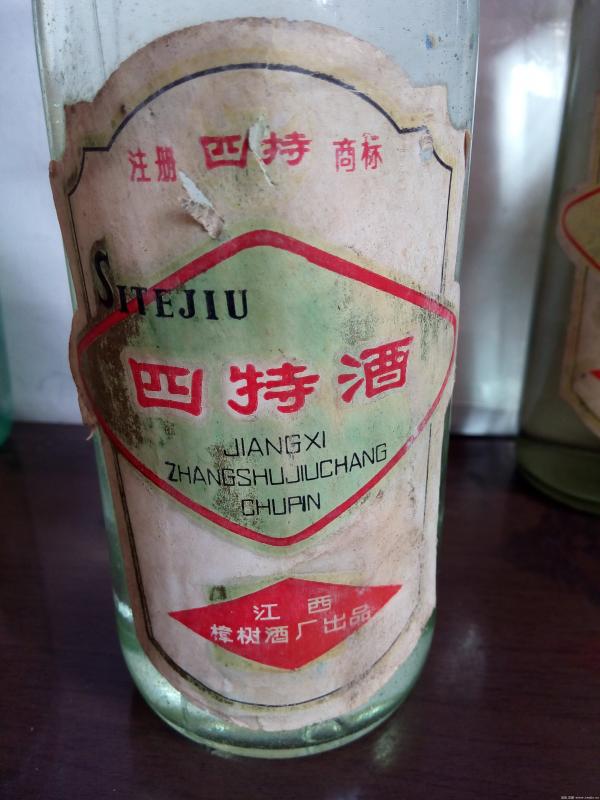 注册 四特 商标
SITEJIU
四特酒
JIANGXI
ZHANGSHUJIUCHANG
CHUPIN
江西
樟树酒厂出品